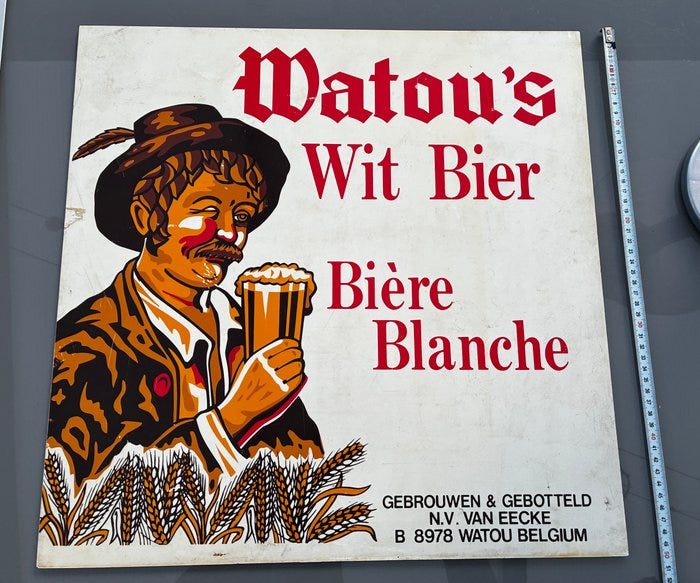 Watou's
Wit Bier
Bière
Blanche
GEBROUWEN & GEBOTTELD
N.V. VAN EECKE
B 8978 WATOU BELGIUM